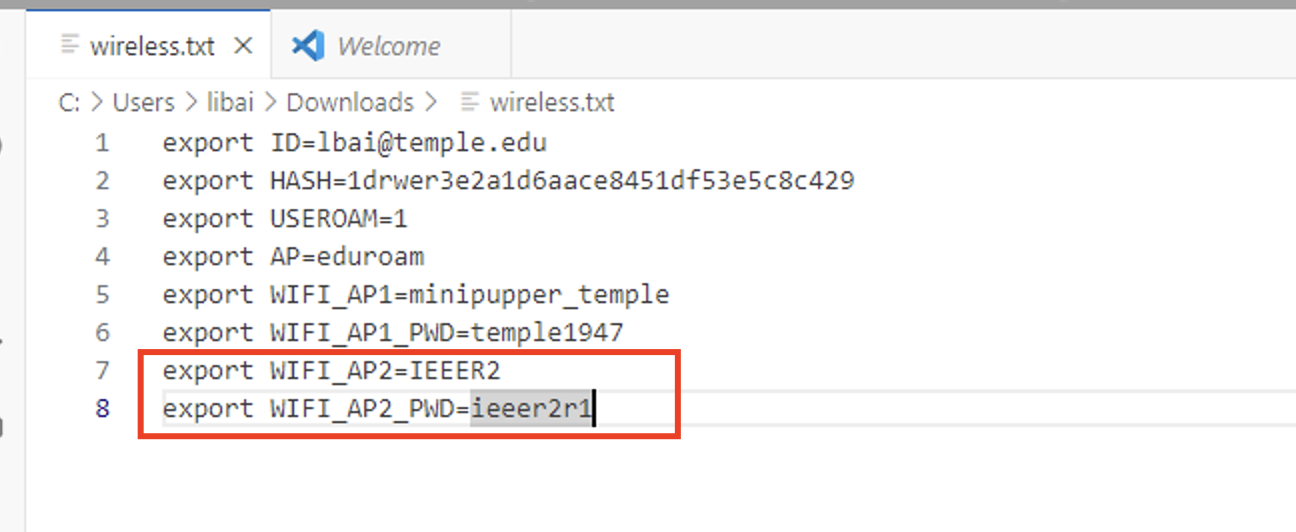 wireless.txt ✕ Welcome
C: > Users > libai > Downloads > wireless.txt
1 export ID=lbai@temple.edu
2 export HASH=1drwer3e2a1d6aace8451df53e5c8c429
3 export USEROAM=1
4 export AP=eduroam
5 export WIFI_AP1=minipupper_temple
6 export WIFI_AP1_PWD=temple1947
7 export WIFI_AP2=IEEER2
8 export WIFI_AP2_PWD=ieeer2r1